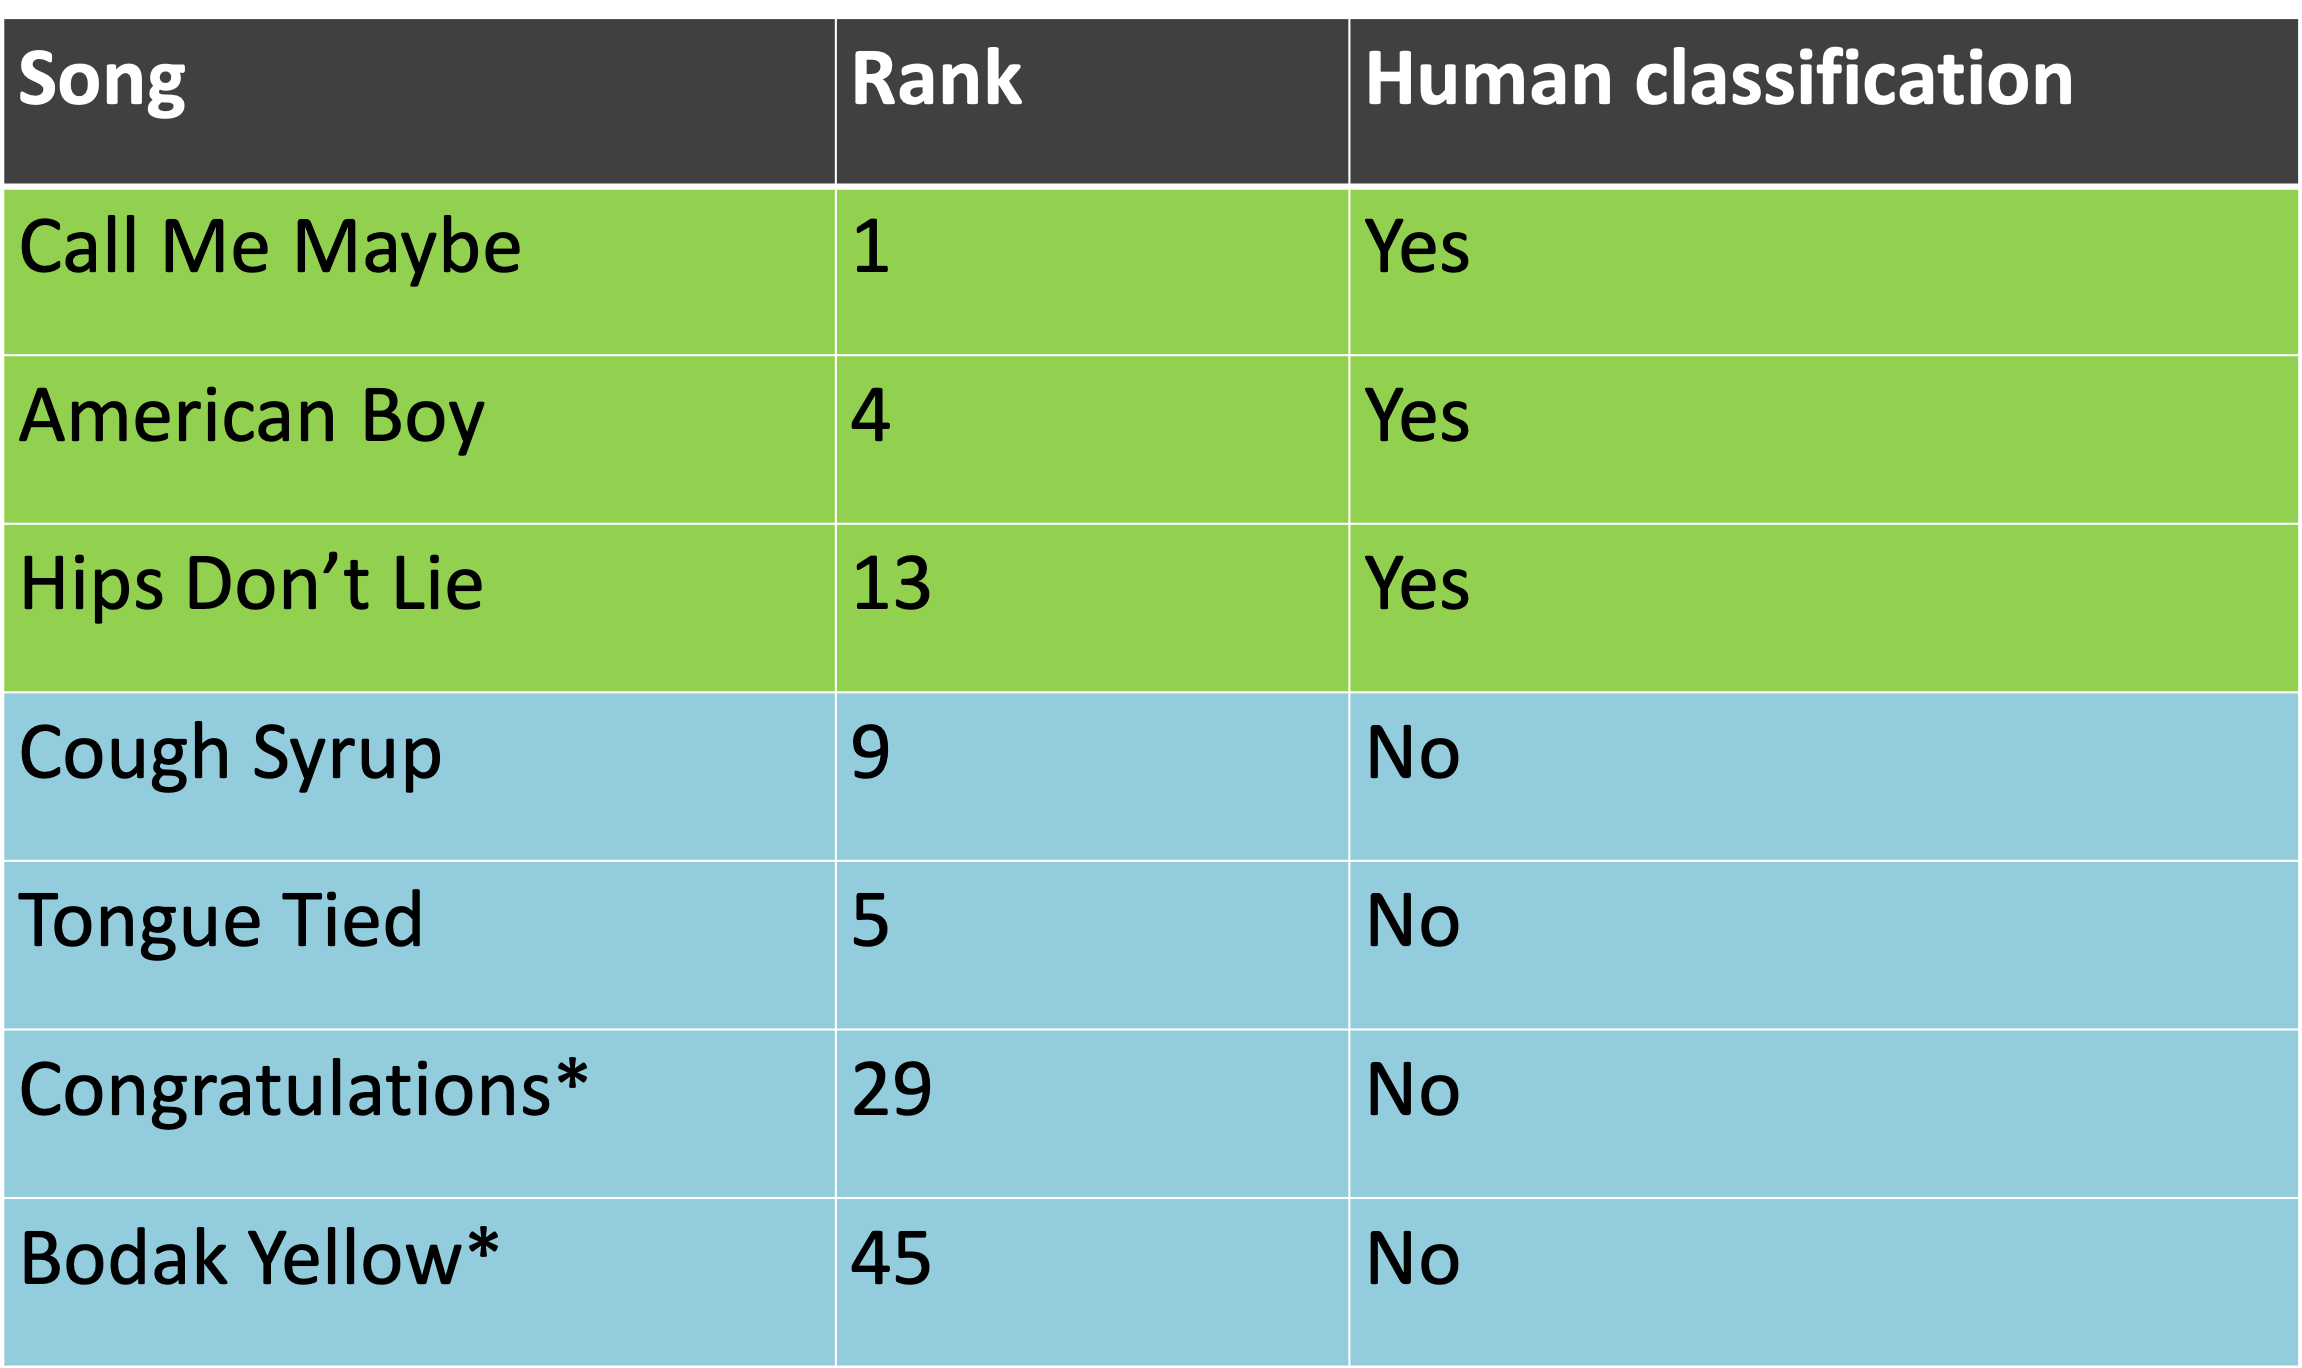 Song Rank Human classification
Call Me Maybe 1 Yes
American Boy 4 Yes
Hips Don’t Lie 13 Yes
Cough Syrup 9 No
Tongue Tied 5 No
Congratulations* 29 No
Bodak Yellow* 45 No